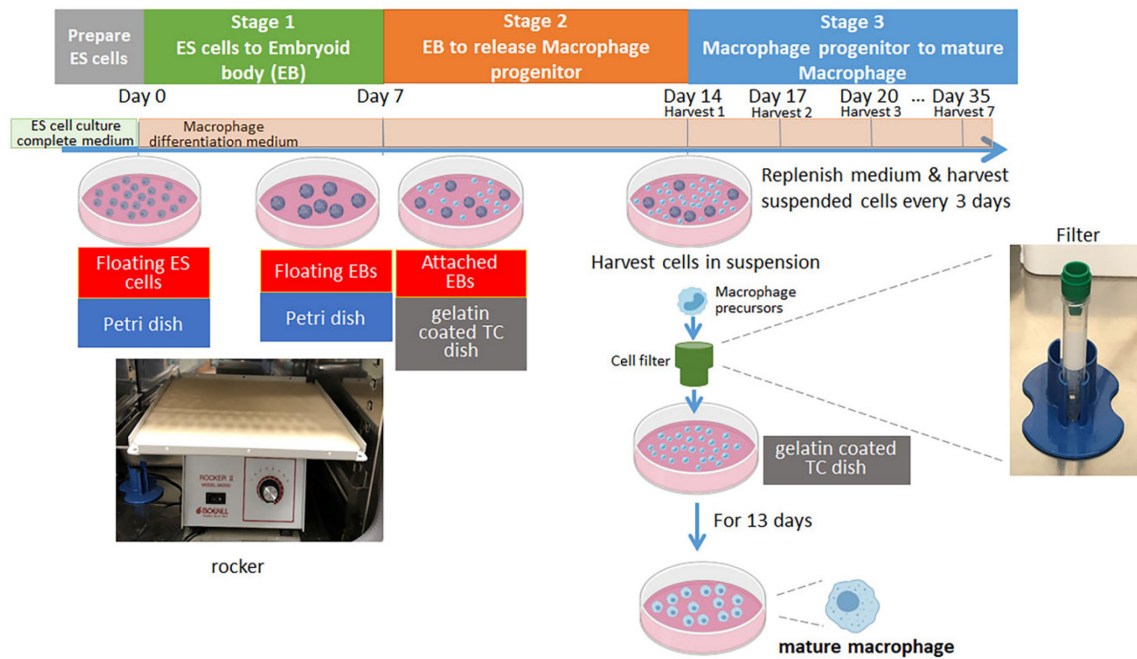 Prepare
ES cells
Stage 1
ES cells to Embryoid
body (EB)
Stage 2
EB to release Macrophage
progenitor
Stage 3
Macrophage progenitor to mature
Macrophage
Day 0
Day 7
Day 14
Harvest 1
Day 17
Harvest 2
Day 20
Harvest 3
...
Day 35
Harvest 7
ES cell culture
complete medium
Macrophage
differentiation medium
Replenish medium & harvest
suspended cells every 3 days
Floating ES
cells
Petri dish
Floating EBs
Petri dish
Attached
EBs
gelatin
coated TC
dish
Harvest cells in suspension
Macrophage
precursors
Cell filter
Filter
gelatin coated
TC dish
For 13 days
mature macrophage
ROCKER II
BOEKEL
rocker